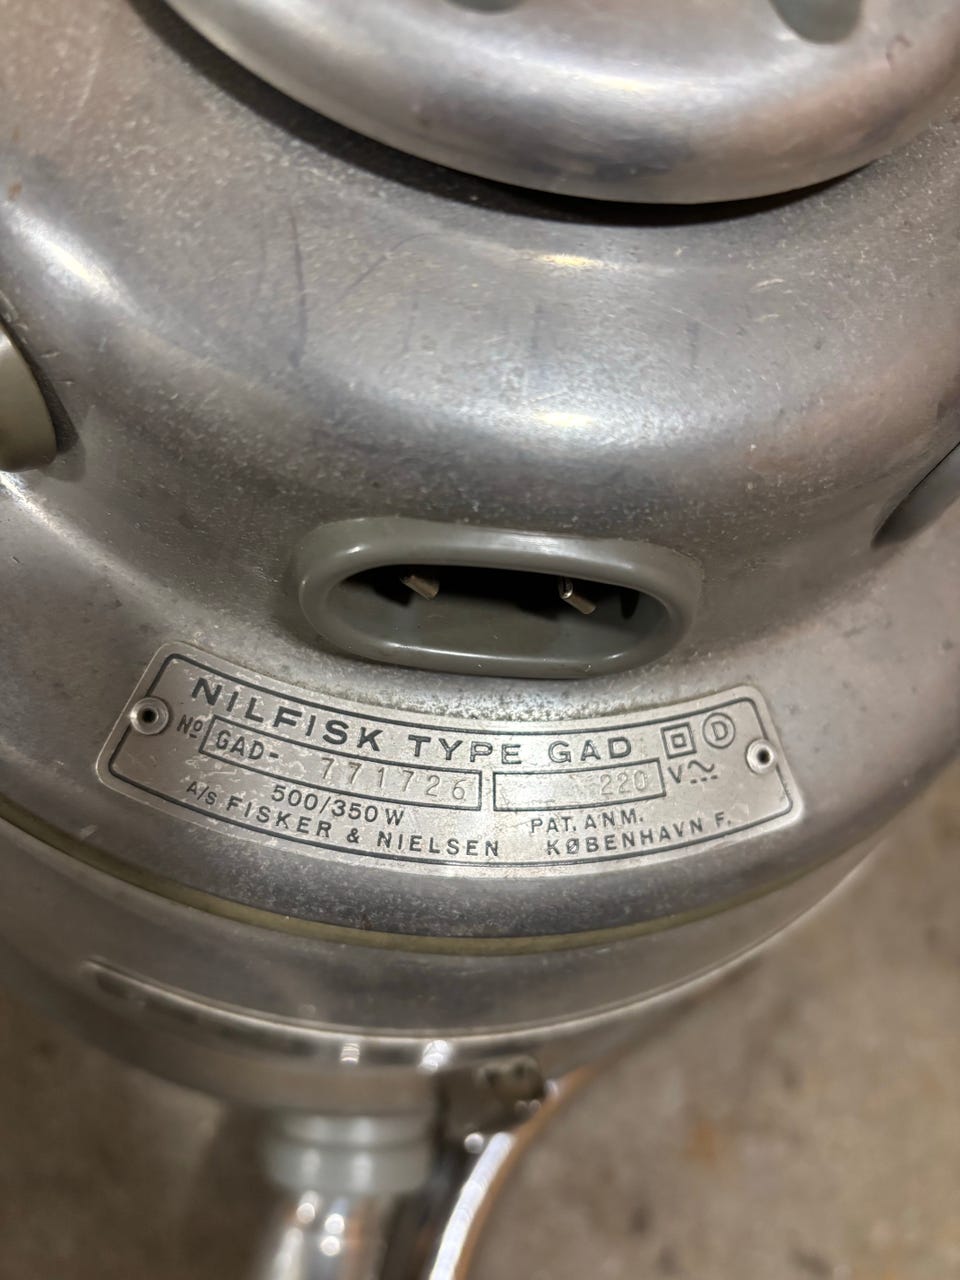 NILFISK TYPE GAD D
Nº GAD- 771726 220 V
500/350 W PAT. ANM.
A/S FISKER & NIELSEN KØBENHAVN F.